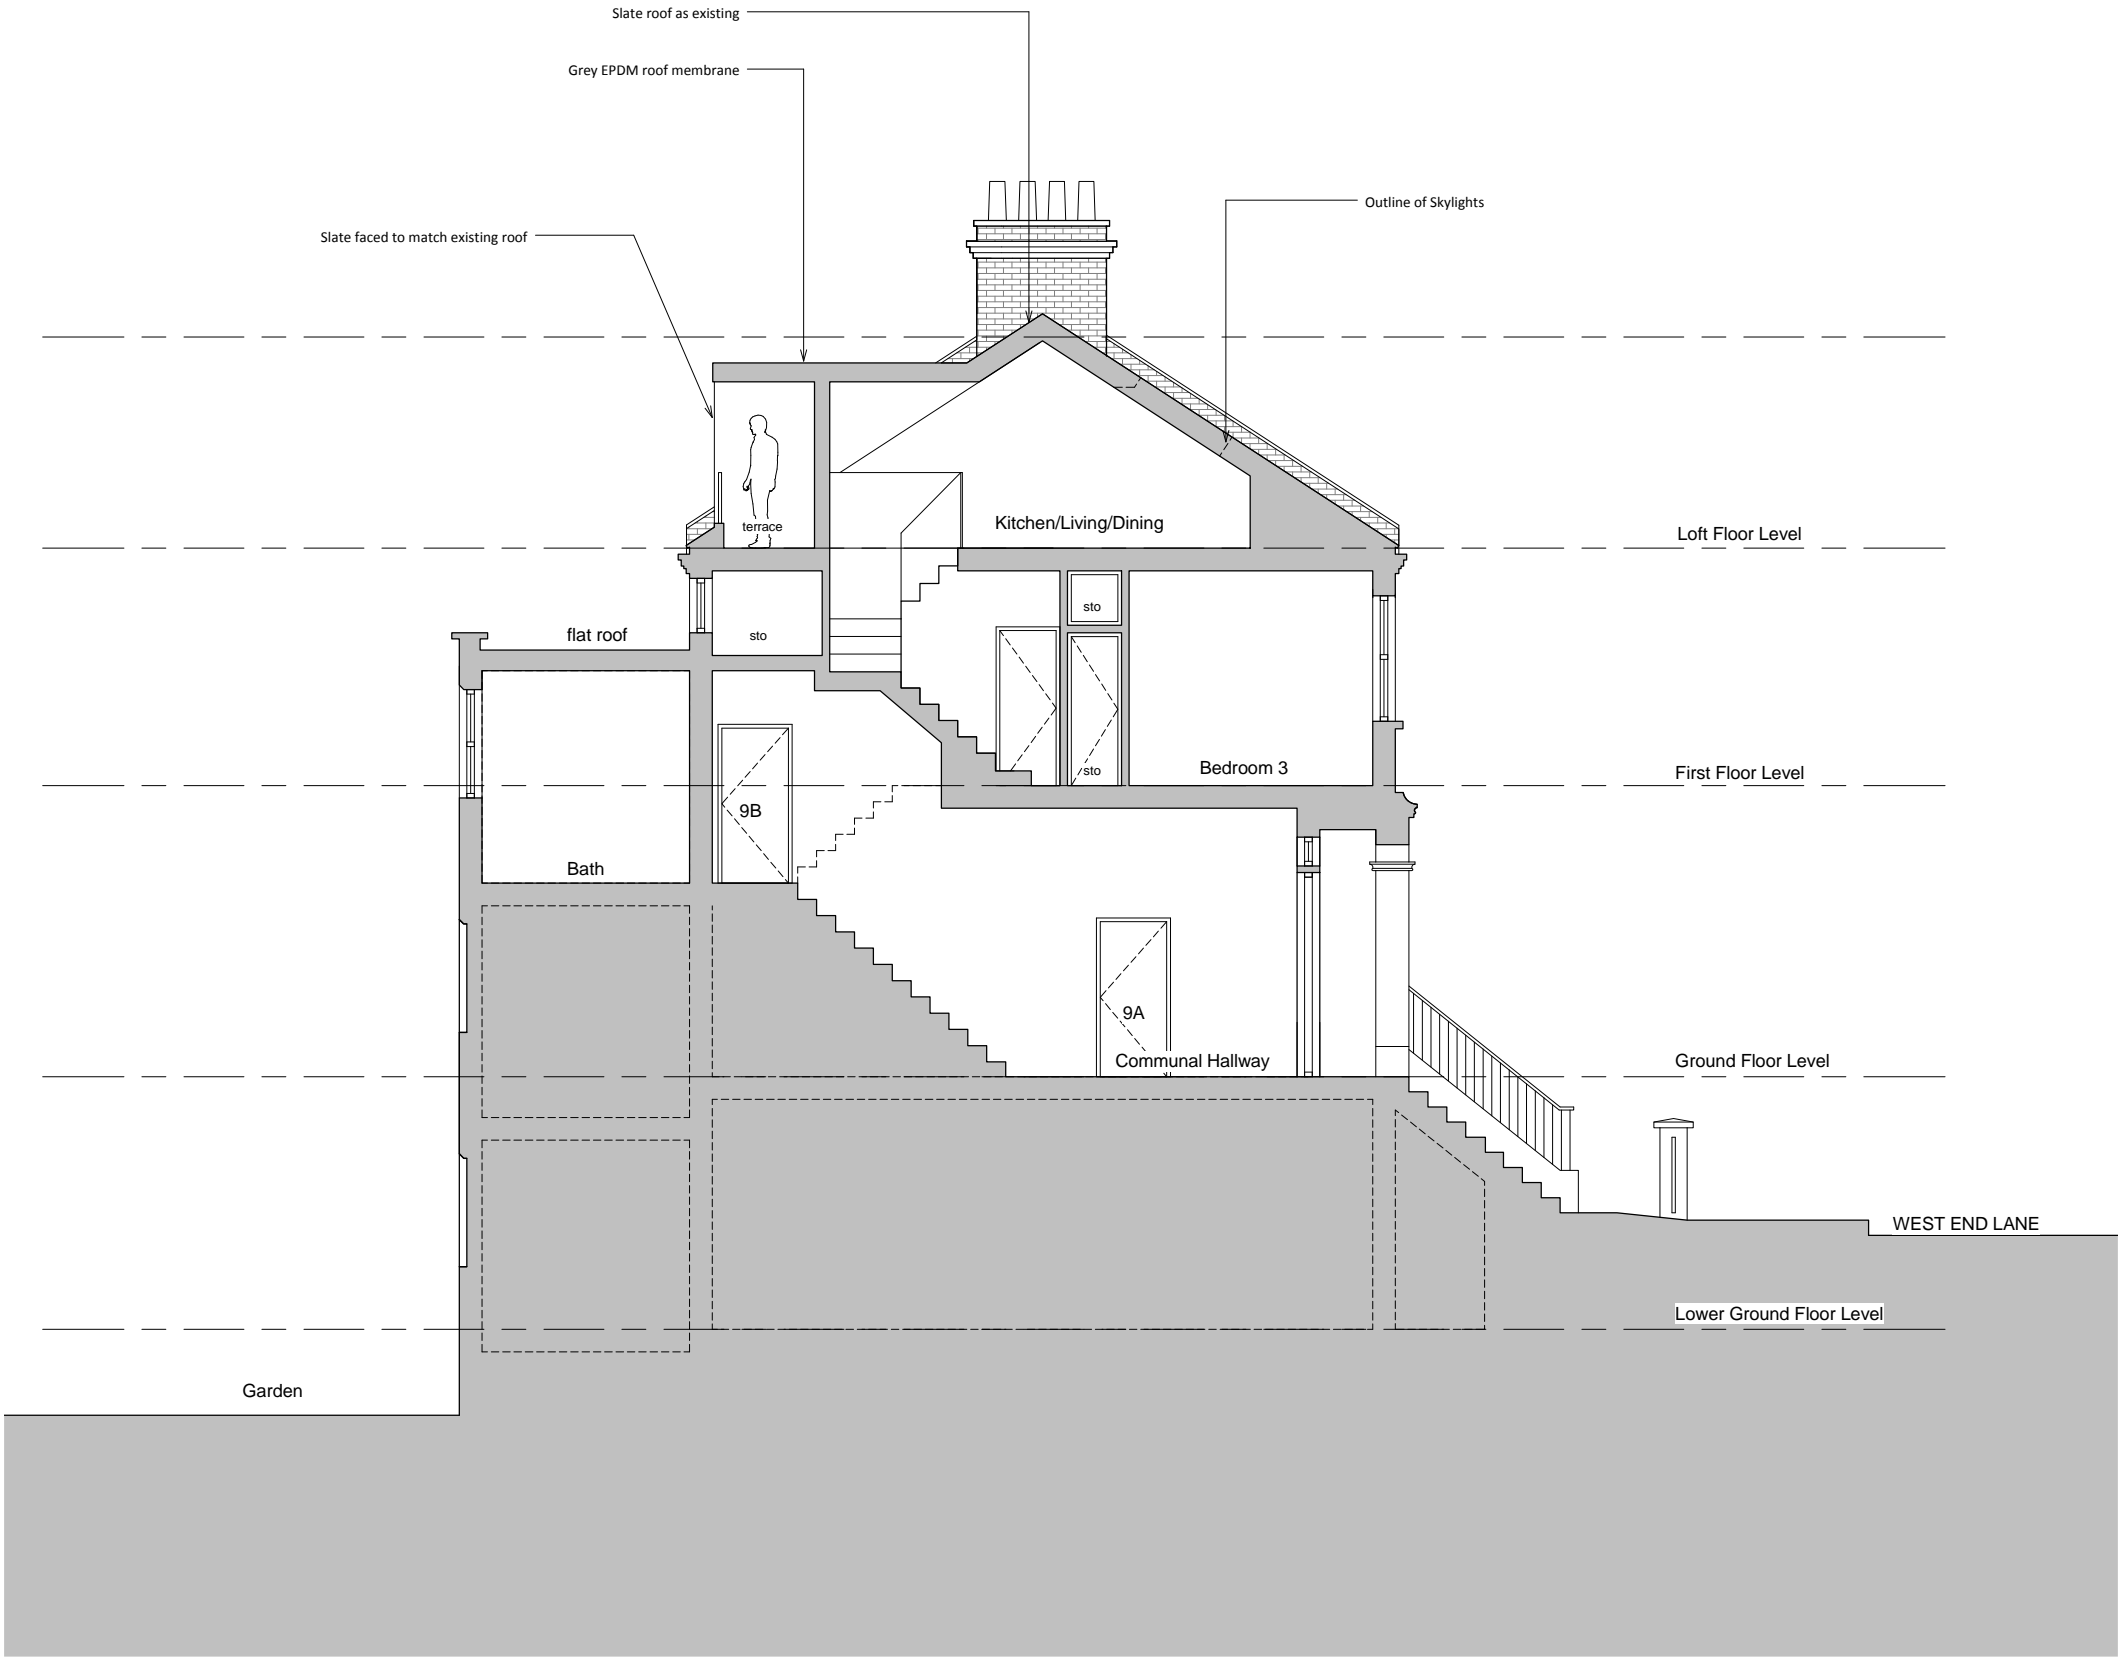 Slate roof as existing
Grey EPDM roof membrane
Outline of Skylights
Slate faced to match existing roof
Kitchen/Living/Dining
terrace
Loft Floor Level
sto
flat roof
sto
Bedroom 3
sto
First Floor Level
9B
Bath
9A
Communal Hallway
Ground Floor Level
WEST END LANE
Lower Ground Floor Level
Garden